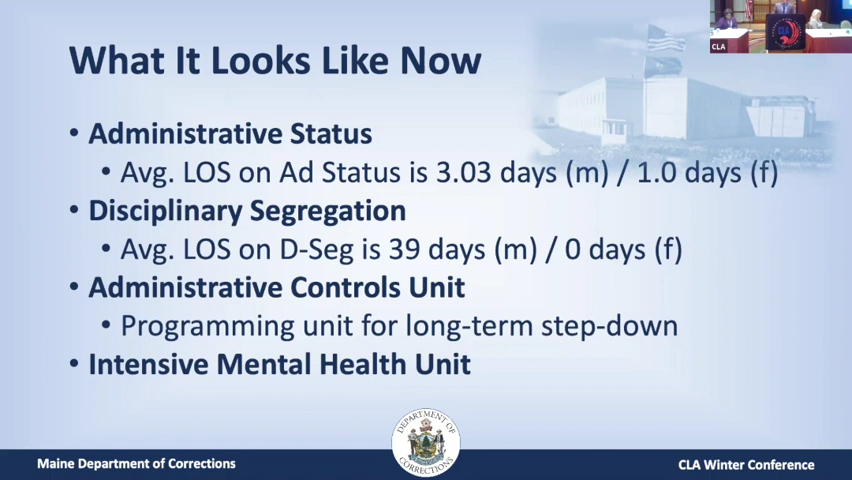 What It Looks Like Now
• Administrative Status
• Avg. LOS on Ad Status is 3.03 days (m) / 1.0 days (f)
• Disciplinary Segregation
• Avg. LOS on D-Seg is 39 days (m) / 0 days (f)
• Administrative Controls Unit
• Programming unit for long-term step-down
• Intensive Mental Health Unit
DEPARTMENT OF
CORRECTIONS
Maine Department of Corrections
CLA Winter Conference
CLA
CLA